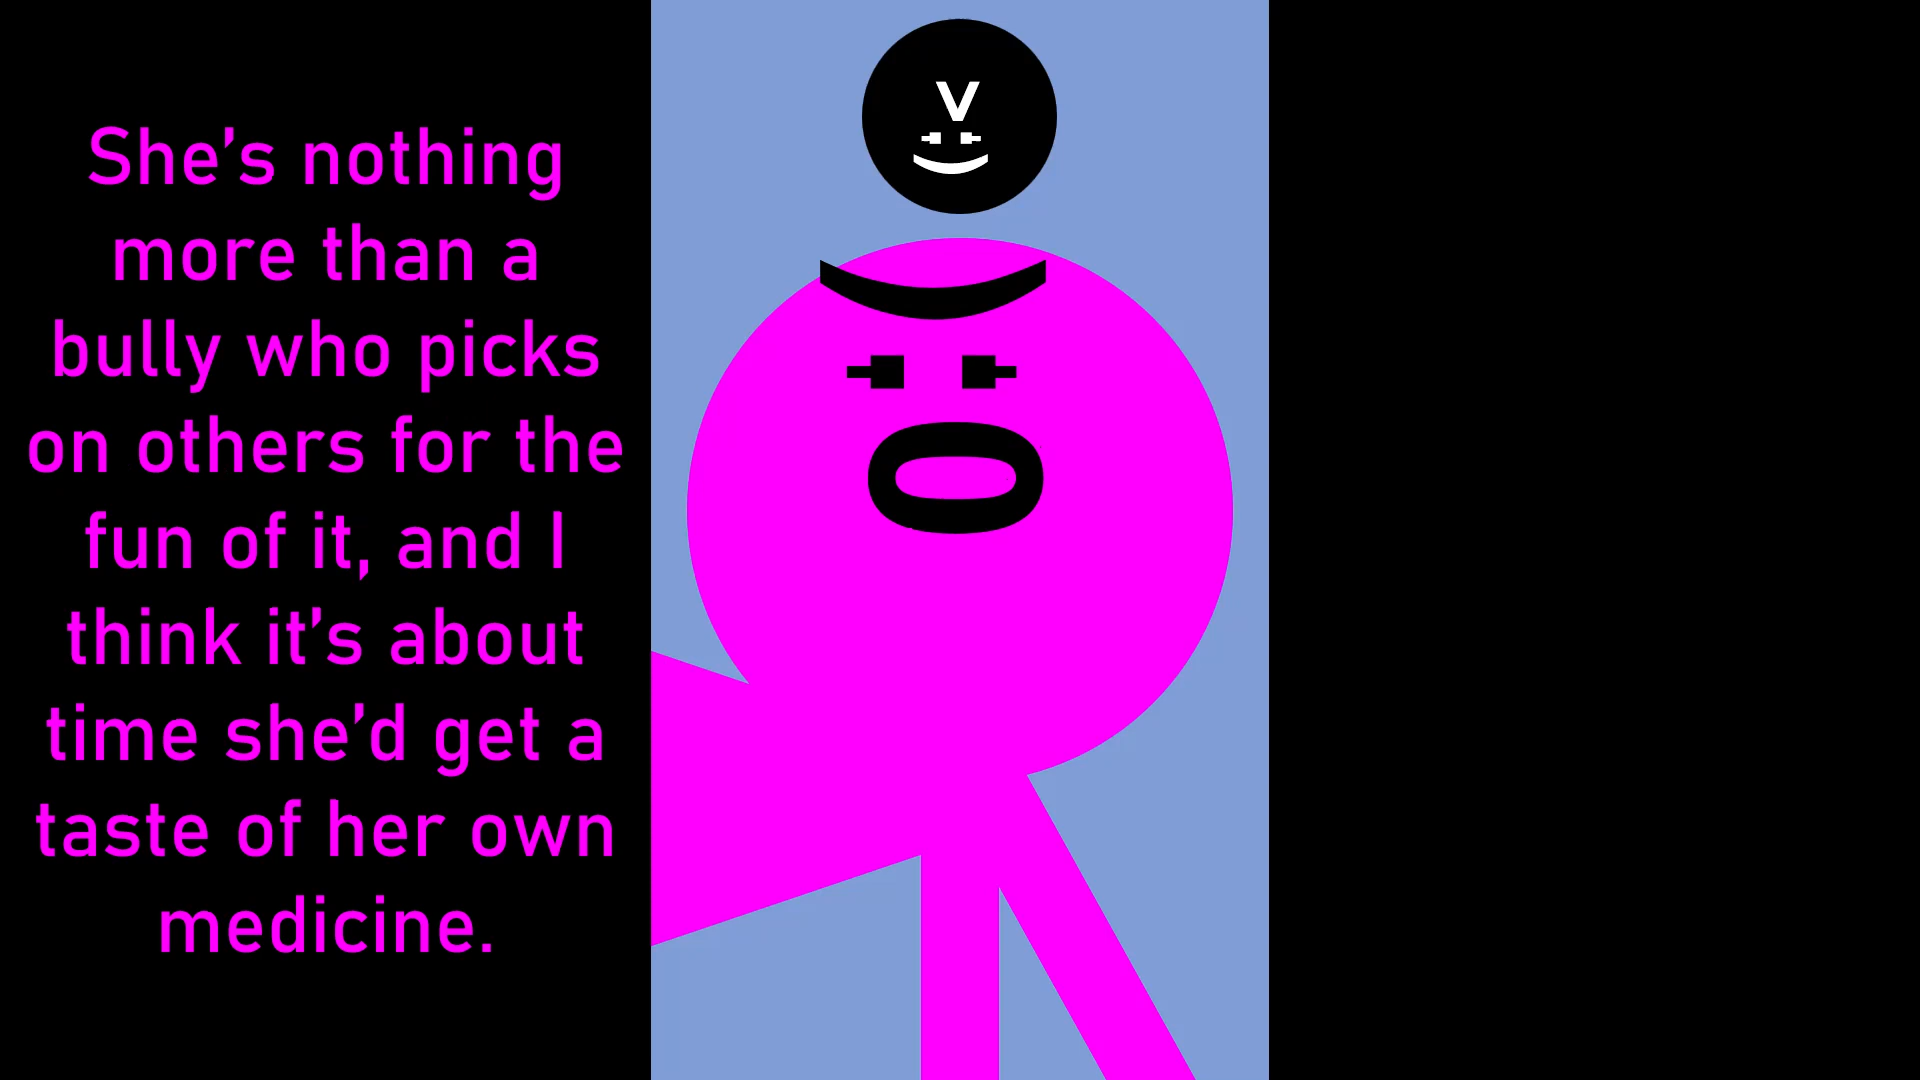 She’s nothing
more than a
bully who picks
on others for the
fun of it, and I
think it’s about
time she’d get a
taste of her own
medicine.
V